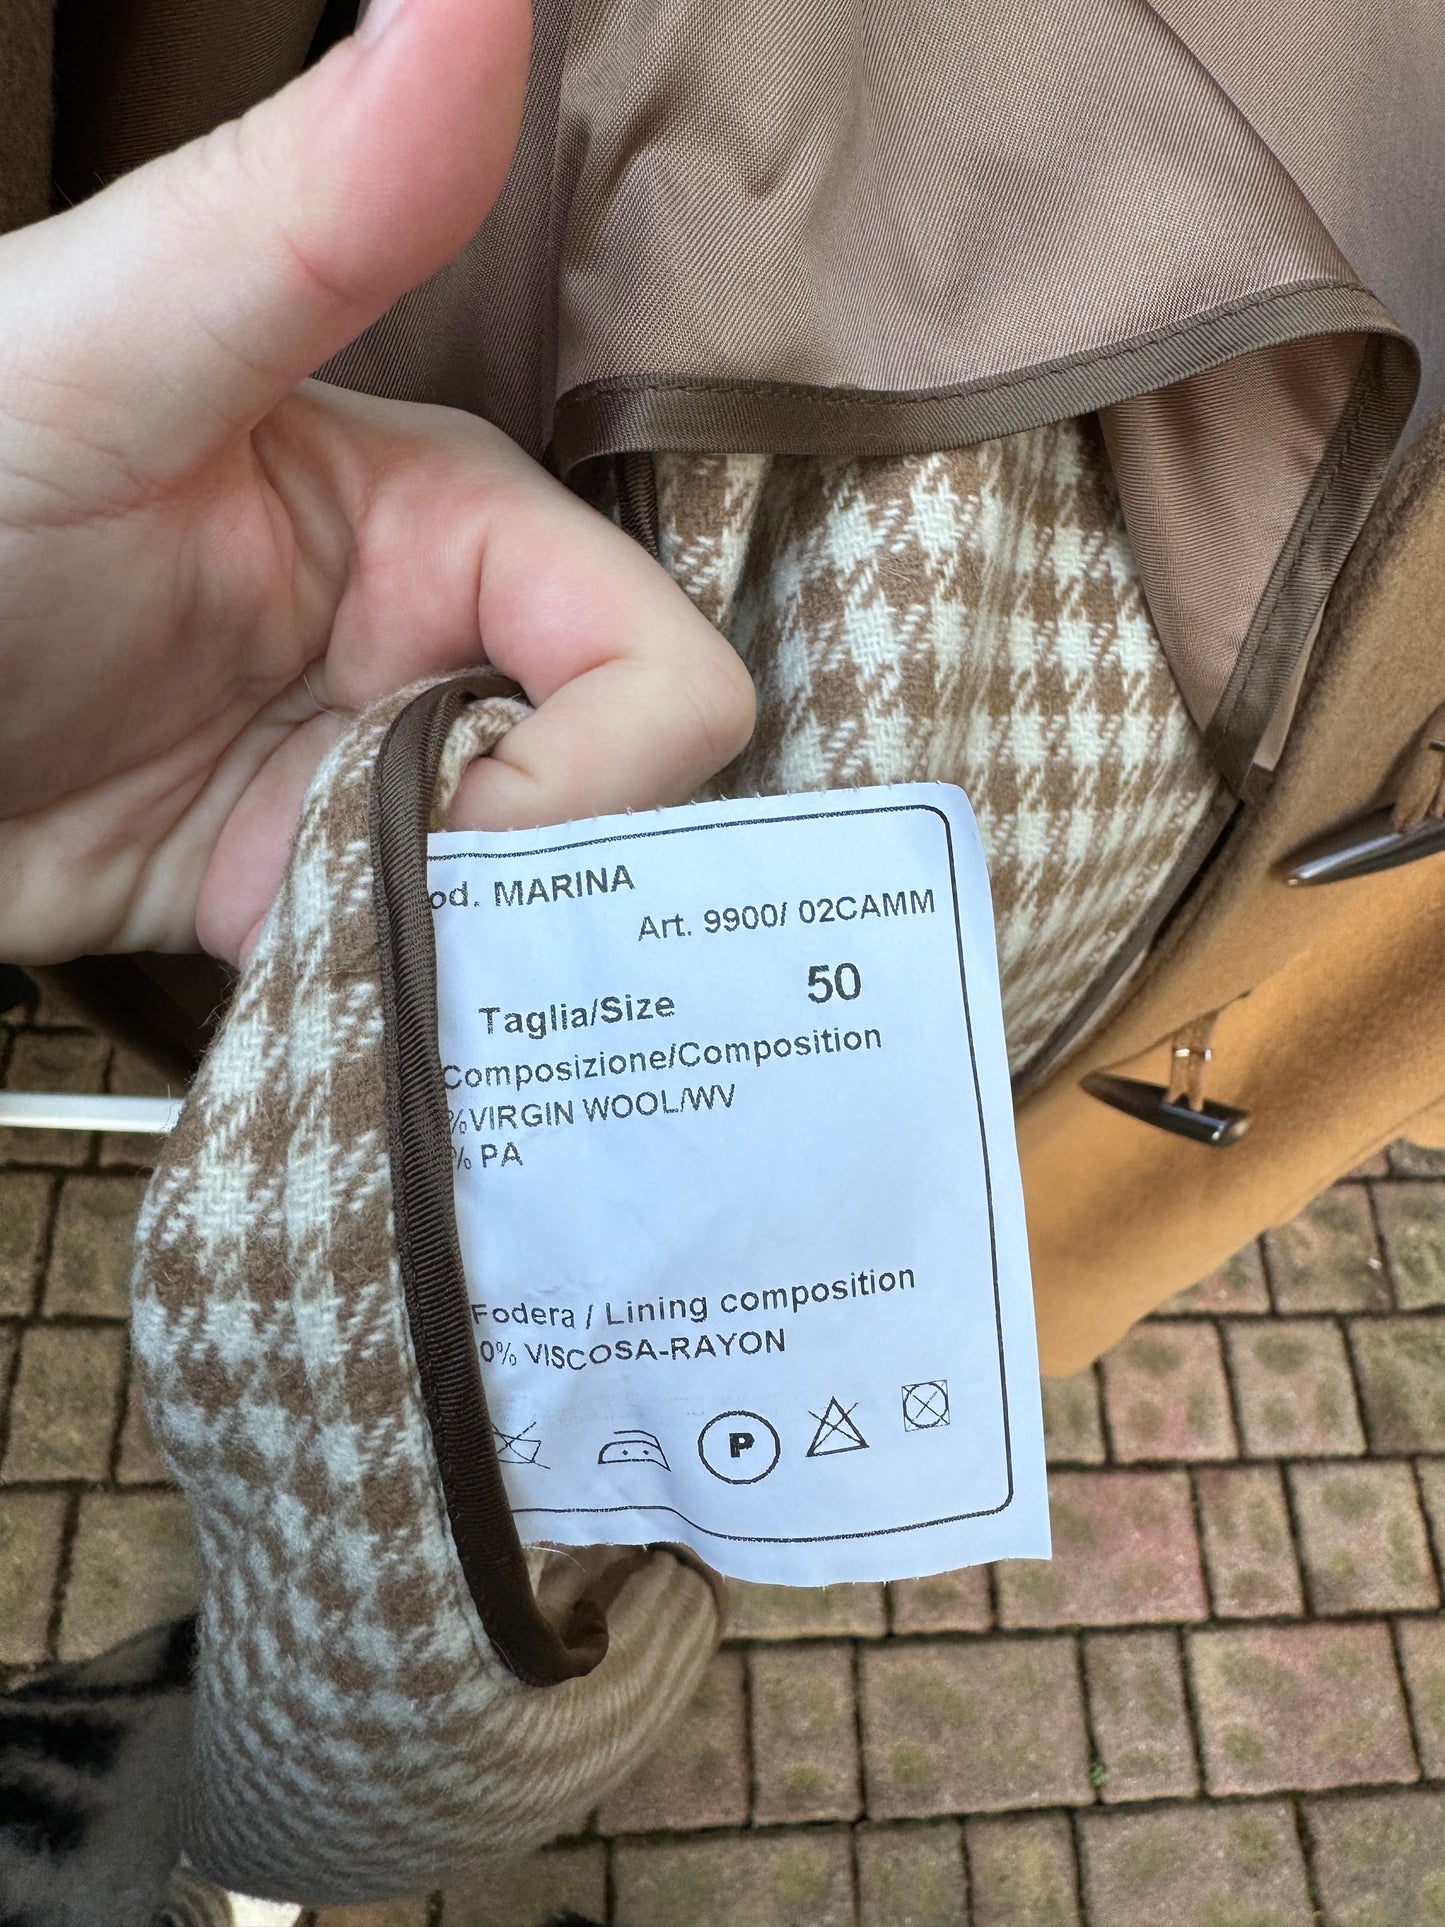 od. MARINA
Art. 9900/ 02CAMM
Taglia/Size 50
Composizione/Composition
%VIRGIN WOOL/WV
% PA
Fodera / Lining composition
0% VISCOSA-RAYON
P